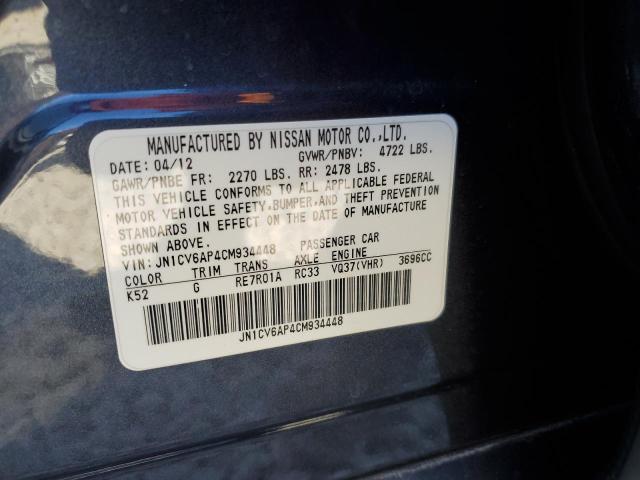 MANUFACTURED BY NISSAN MOTOR CO.,LTD.
DATE: 04/12 GVWR/PNBV: 4722 LBS.
GAWR/PNBE FR: 2270 LBS. RR: 2478 LBS.
THIS VEHICLE CONFORMS TO ALL APPLICABLE FEDERAL
MOTOR VEHICLE SAFETY,BUMPER,AND THEFT PREVENTION
STANDARDS IN EFFECT ON THE DATE OF MANUFACTURE
SHOWN ABOVE.
VIN:JN1CV6AP4CM934448 PASSENGER CAR
COLOR TRIM TRANS AXLE ENGINE
K52 G RE7R01A RC33 VQ37(VHR) 3696CC
JN1CV6AP4CM934448